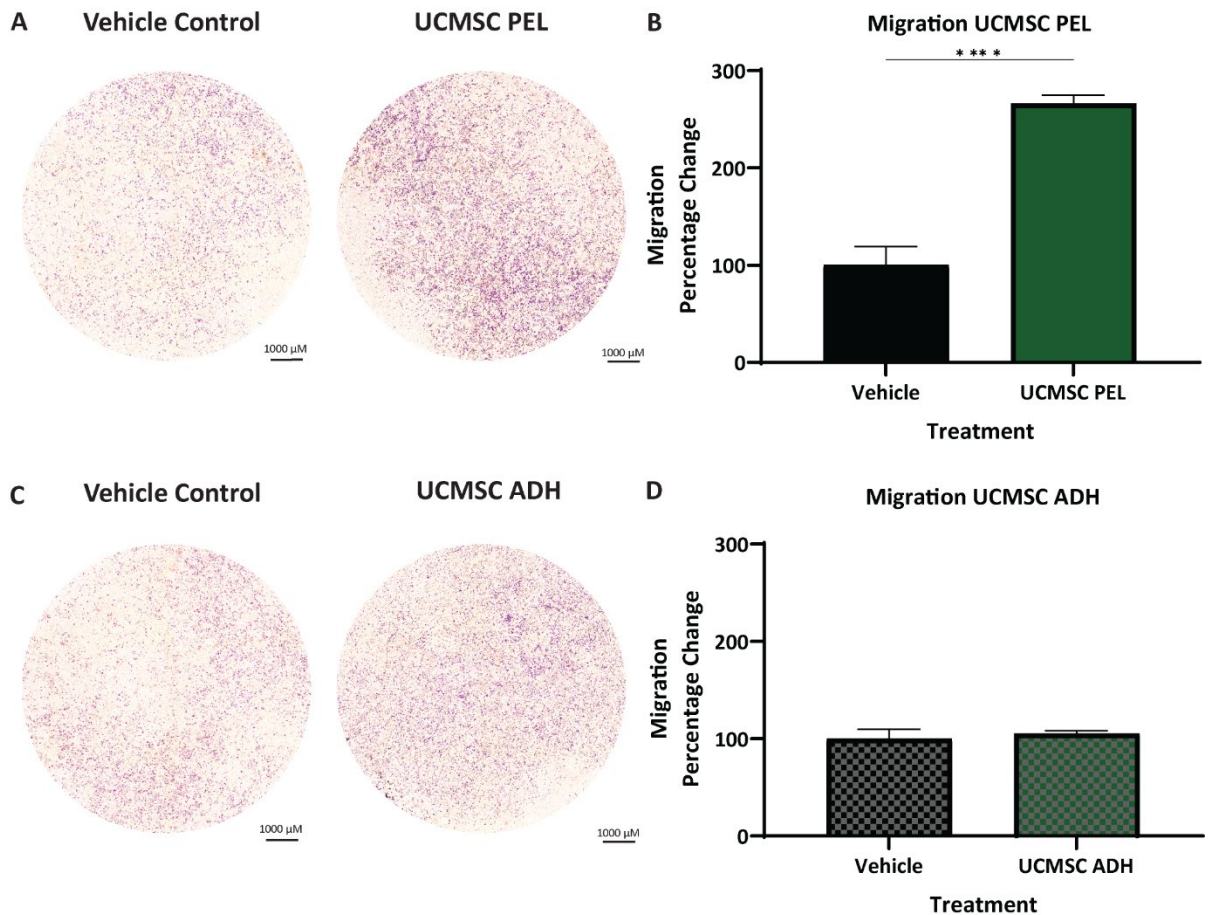 A
Vehicle Control
UCMSC PEL
1000 µM
1000 µM
B
Migration UCMSC PEL
* ** *
300
200
100
0
Migration
Percentage Change
Vehicle
UCMSC PEL
Treatment
C
Vehicle Control
UCMSC ADH
1000 µM
1000 µM
D
Migration UCMSC ADH
300
200
100
0
Migration
Percentage Change
Vehicle
UCMSC ADH
Treatment